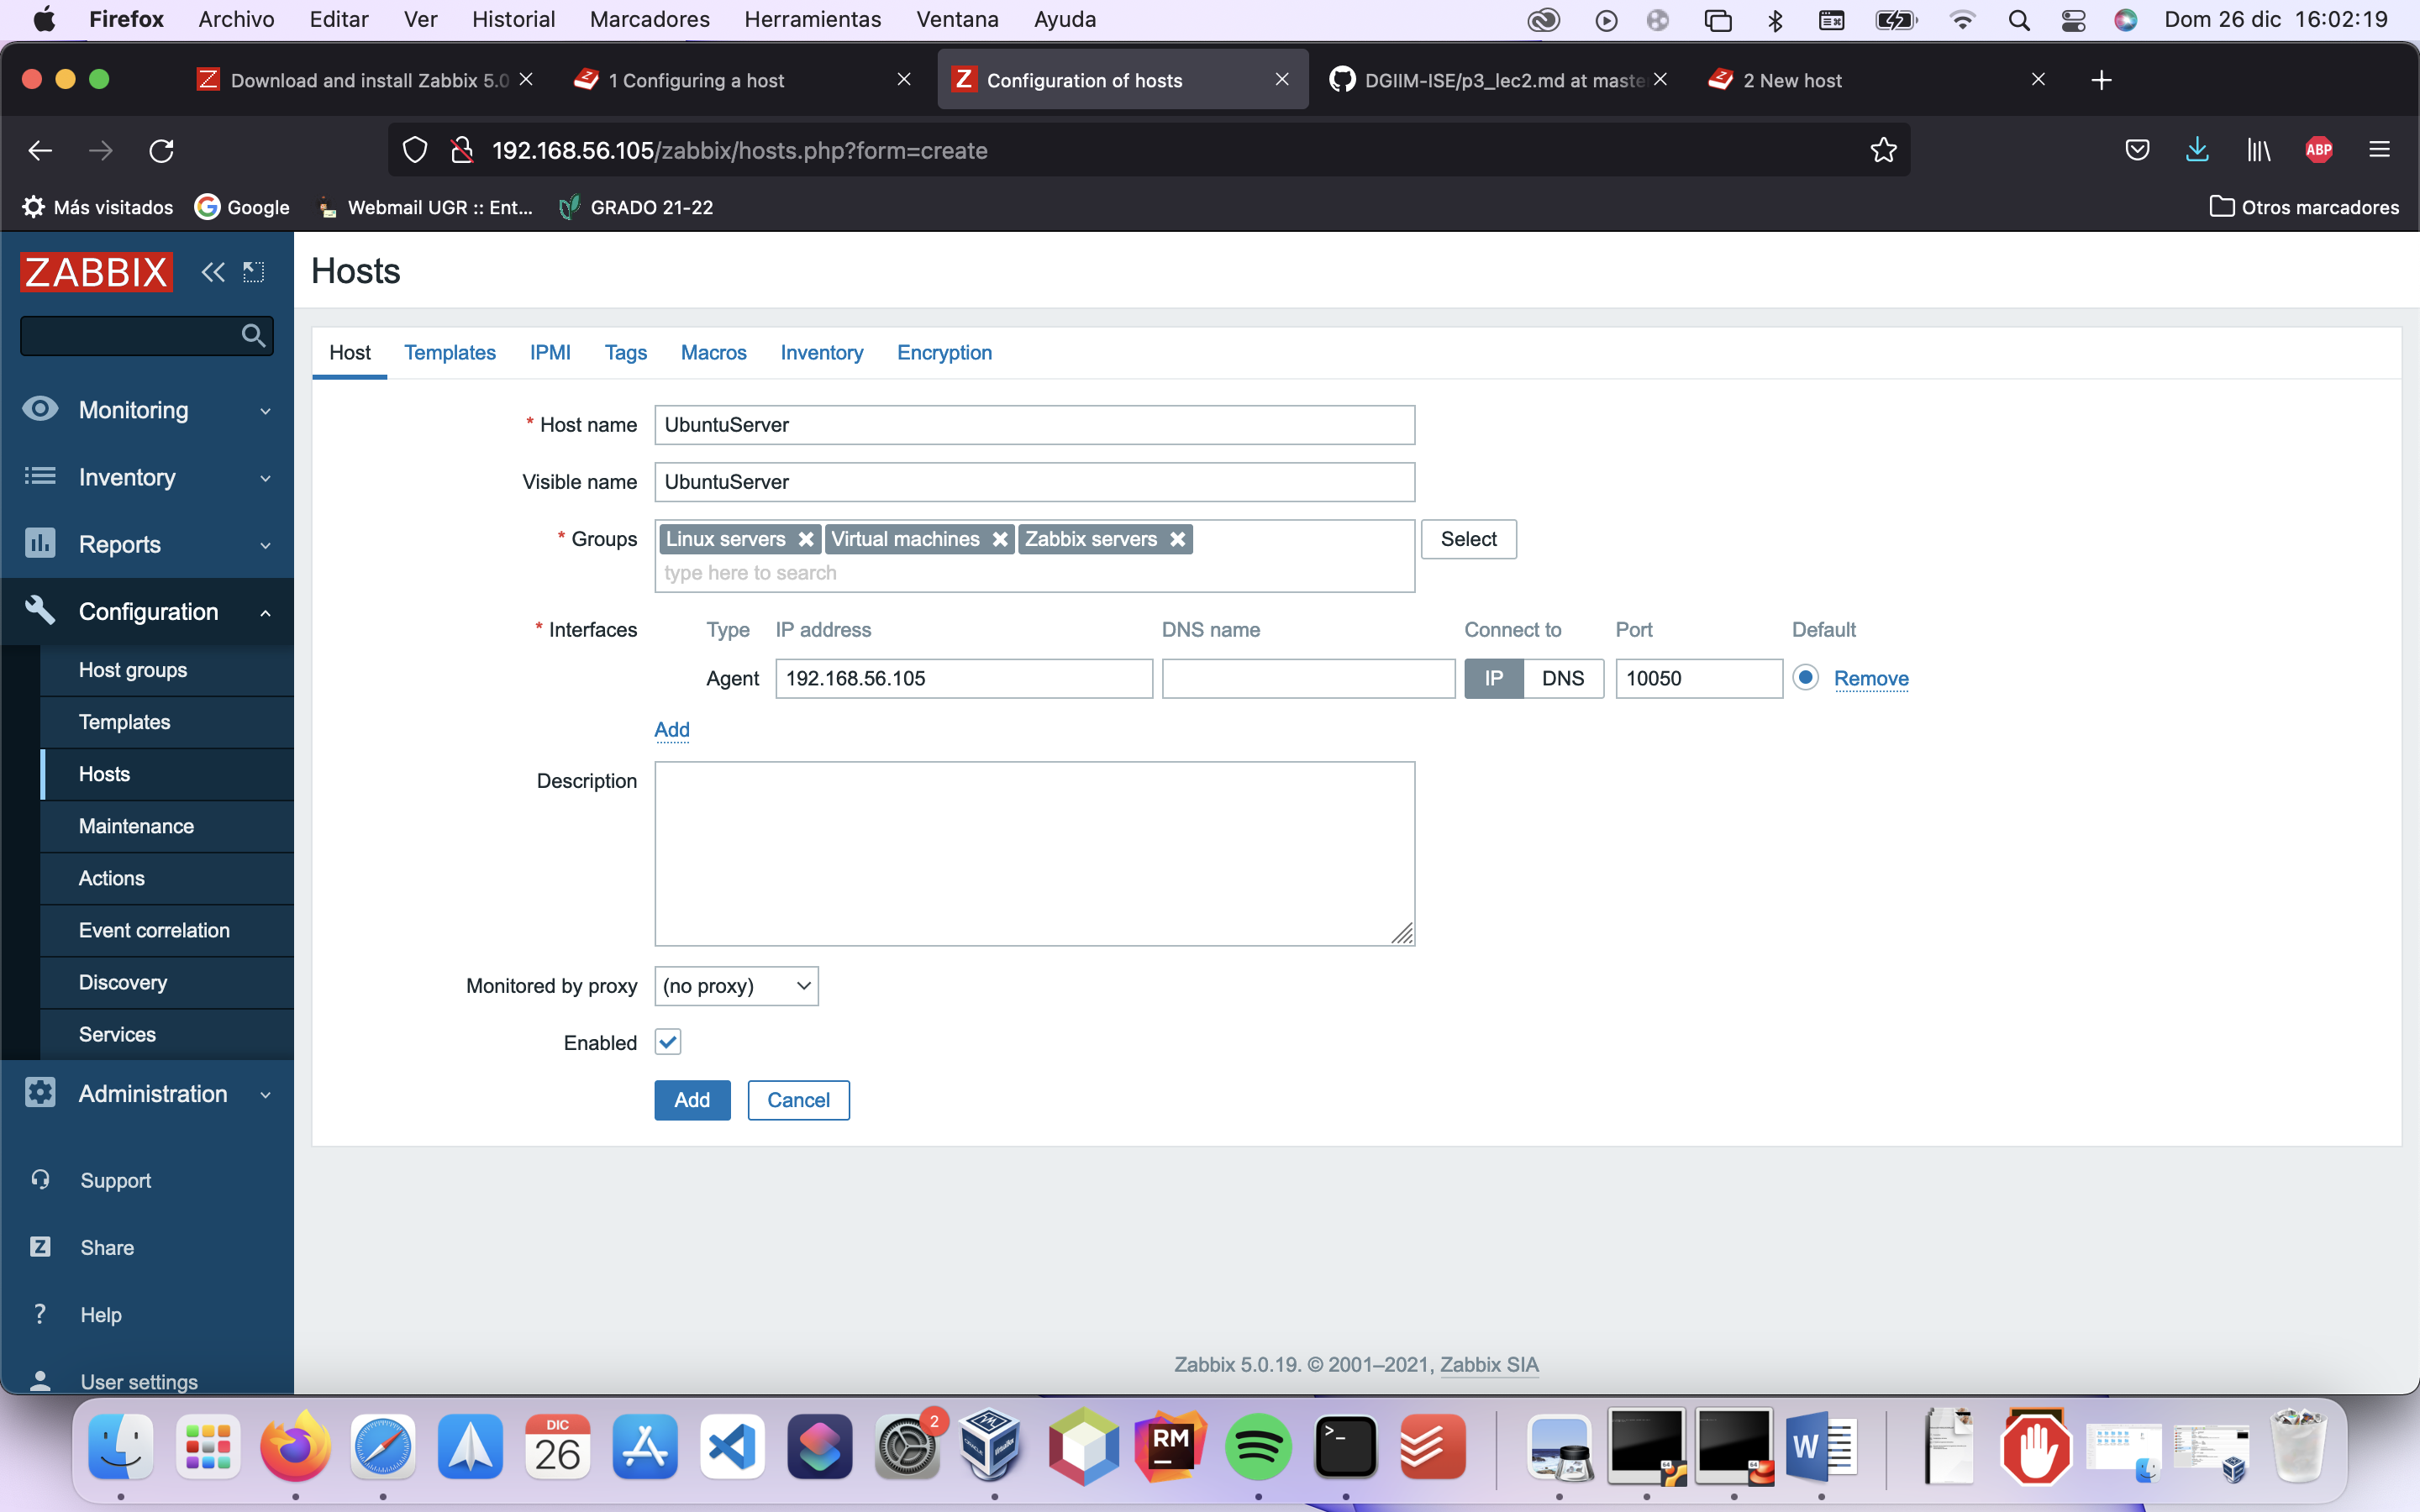 Firefox Archivo Editar Ver Historial Marcadores Herramientas Ventana Ayuda Dom 26 dic 16:02:19
Download and install Zabbix 5.0 1 Configuring a host Configuration of hosts DGIIM-ISE/p3_lec2.md at maste 2 New host
192.168.56.105/zabbix/hosts.php?form=create ABP
Más visitados Google Webmail UGR :: Ent... GRADO 21-22 Otros marcadores
ZABBIX
Hosts
Host Templates IPMI Tags Macros Inventory Encryption
Monitoring
Inventory
Reports
Configuration
Host groups
Templates
Hosts
Maintenance
Actions
Event correlation
Discovery
Services
Administration
Support
Z Share
? Help
User settings
* Host name UbuntuServer
Visible name UbuntuServer
* Groups Linux servers Virtual machines Zabbix servers Select
type here to search
* Interfaces Type IP address DNS name Connect to Port Default
Agent 192.168.56.105 IP DNS 10050 Remove
Add
Description
Monitored by proxy (no proxy)
Enabled
Add Cancel
Zabbix 5.0.19. © 2001–2021, Zabbix SIA
DIC
26
2
RM
>_
W